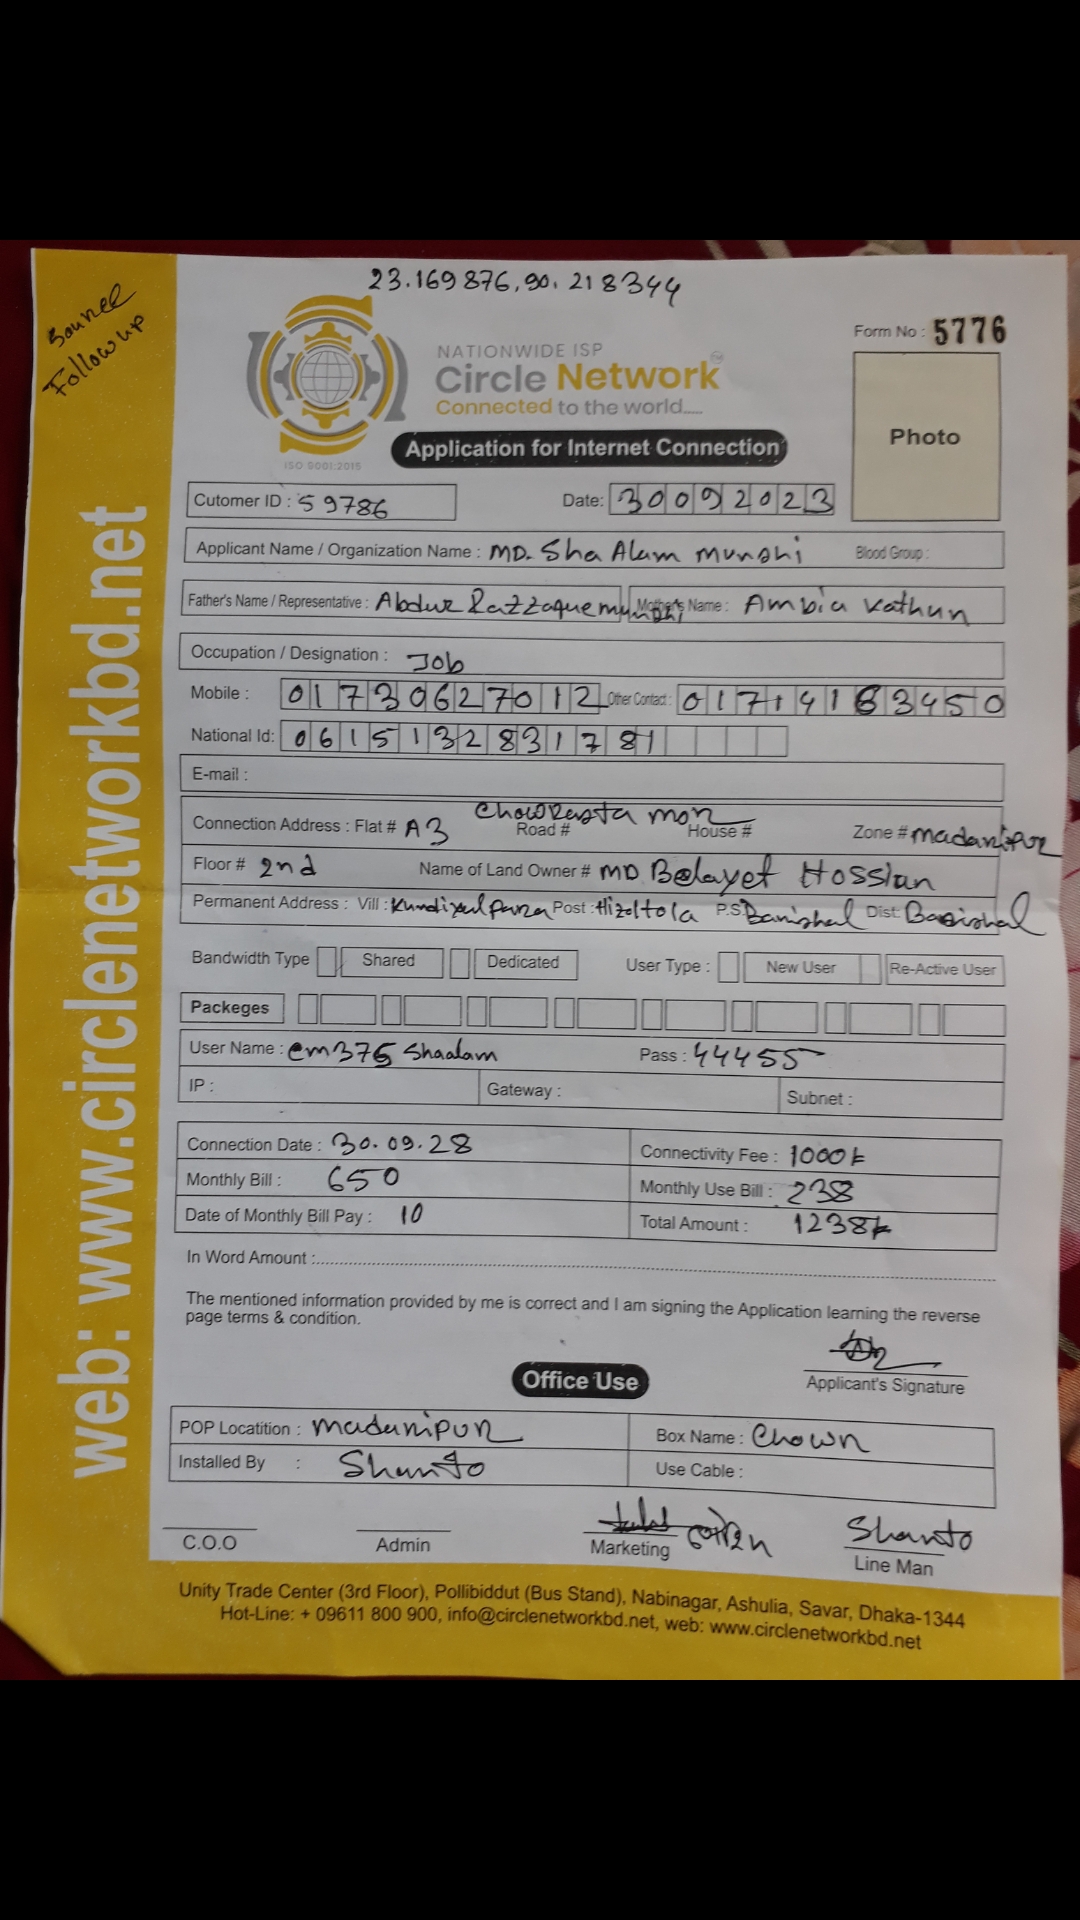 23.169876,90.218344
Source
Follow up
Form No : 5776
NATIONWIDE ISP
Circle Network
TM
Connected to the world.....
ISO 9001:2015
Application for Internet Connection
Photo
Cutomer ID : 59786
Date: 30092023
Applicant Name / Organization Name : MD. Sha Alam Munshi Blood Group :
Father's Name / Representative : Abdur Razzaque munshi Mother's Name : Ambia Kathun
Occupation / Designation : Job
Mobile : 01730627012 Other Contact : 01714183450
National Id: 0615132831781
E-mail :
Chowrasta mor
Connection Address : Flat # A3 Road # House # Zone # madaripur
Floor # 2nd Name of Land Owner # MD Belayet Hossian
Permanent Address : Vill : Post : Hizoltola P.S: Barishal Dist: Barishal
Bandwidth Type Shared Dedicated User Type : New User Re-Active User
Packeges
User Name : em376 Shaalam Pass : 44455
IP : Gateway : Subnet :
Connection Date : 30.09.23 Connectivity Fee : 1000
Monthly Bill : 650 Monthly Use Bill : 238
Date of Monthly Bill Pay : 10 Total Amount : 1238
In Word Amount :
The mentioned information provided by me is correct and I am signing the Application learning the reverse
page terms & condition.
Applicant's Signature
Office Use
POP Locatition : Madaripur Box Name : Chowr
Installed By : Shanto Use Cable :
Shanto
C.O.O Admin Marketing Line Man
Unity Trade Center (3rd Floor), Pollibiddut (Bus Stand), Nabinagar, Ashulia, Savar, Dhaka-1344
Hot-Line: + 09611 800 900, info@circlenetworkbd.net, web: www.circlenetworkbd.net
web: www.circlenetworkbd.net